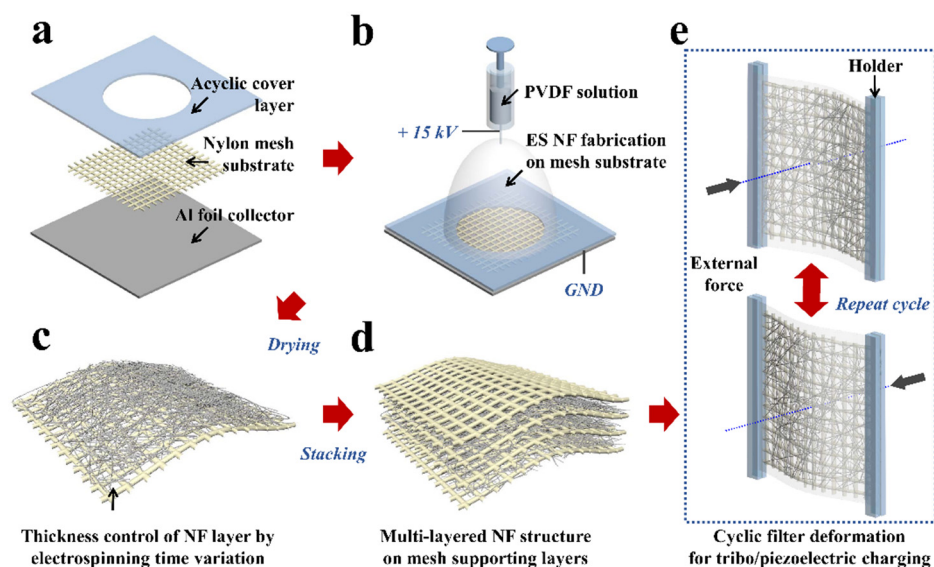 a
Acyclic cover
layer
Nylon mesh
substrate
Al foil collector
b
PVDF solution
+ 15 kV
ES NF fabrication
on mesh substrate
GND
Drying
c
Thickness control of NF layer by
electrospinning time variation
Stacking
d
Multi-layered NF structure
on mesh supporting layers
e
Holder
External
force
Repeat cycle
Cyclic filter deformation
for tribo/piezoelectric charging